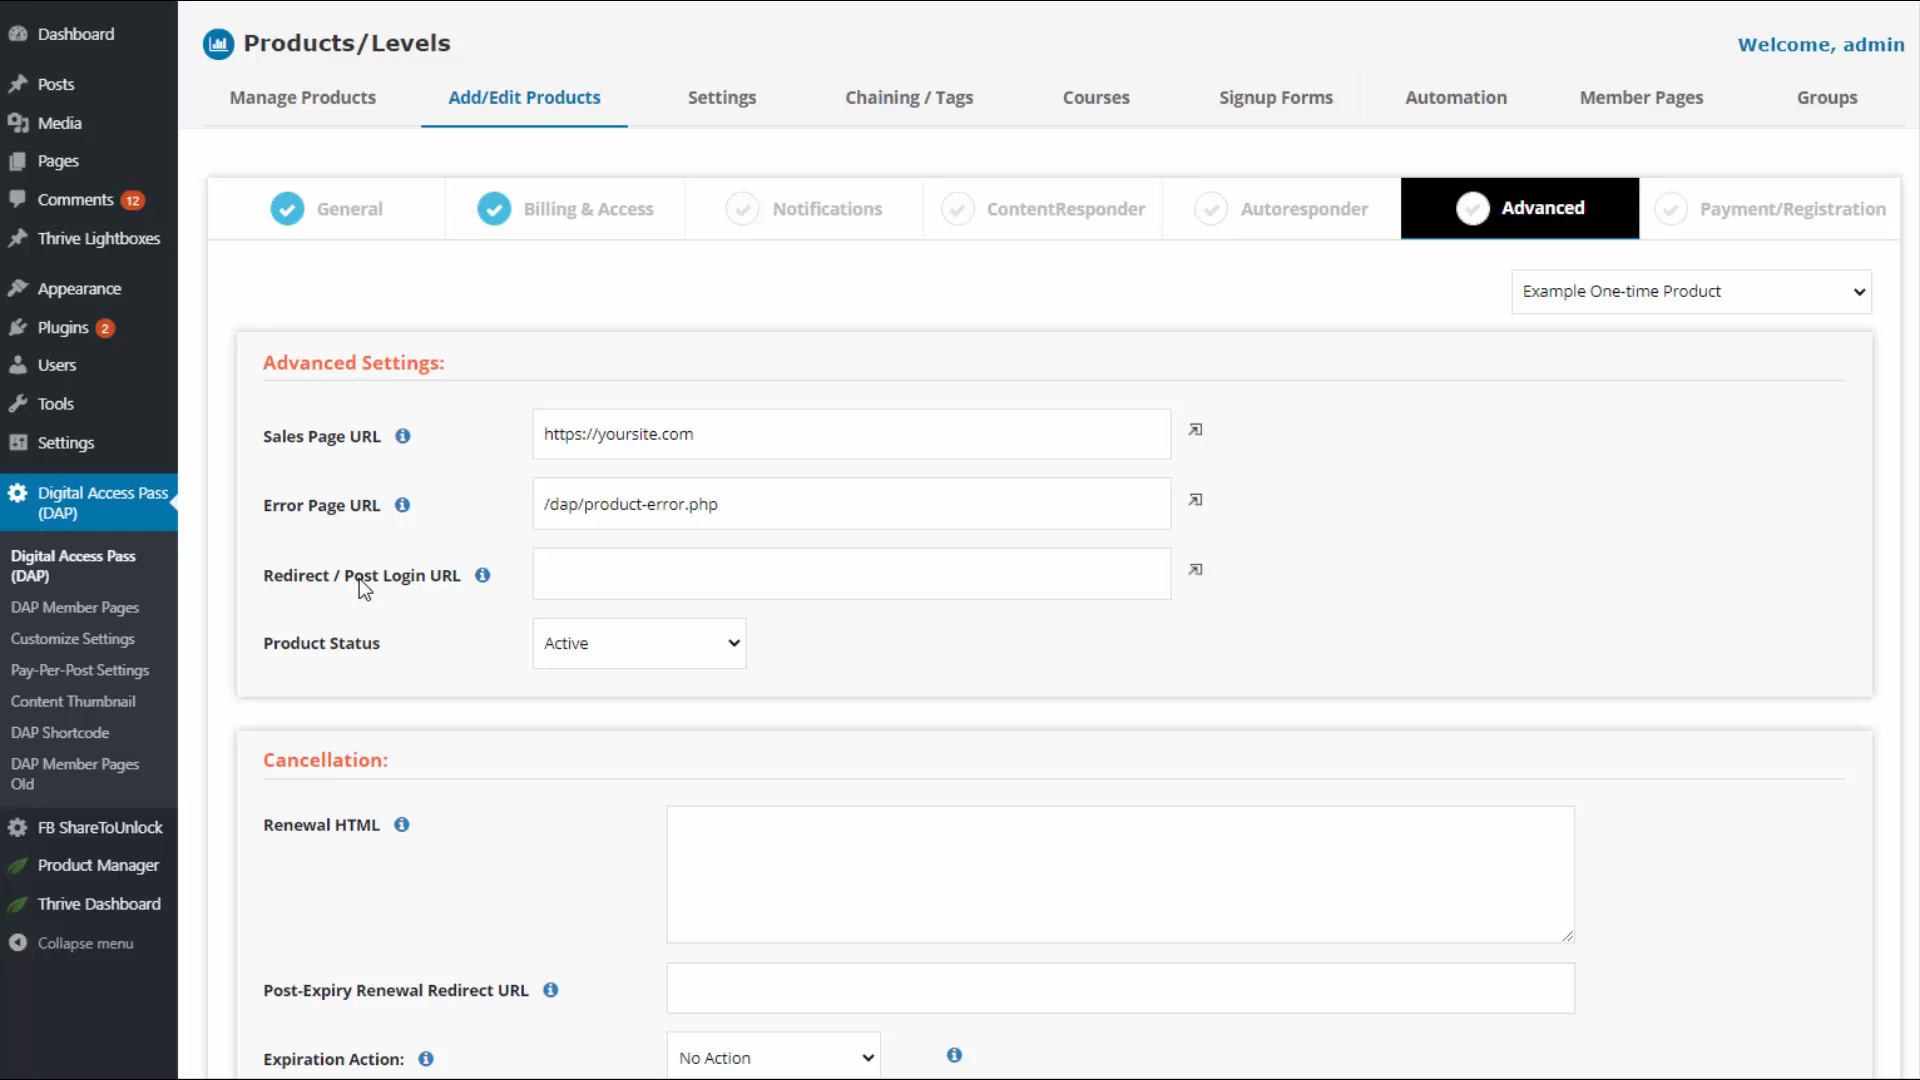 Dashboard
Posts
Media
Pages
Comments 12
Thrive Lightboxes
Appearance
Plugins 2
Users
Tools
Settings
Digital Access Pass
(DAP)
Digital Access Pass
(DAP)
DAP Member Pages
Customize Settings
Pay-Per-Post Settings
Content Thumbnail
DAP Shortcode
DAP Member Pages
Old
FB ShareToUnlock
Product Manager
Thrive Dashboard
Collapse menu
Products/Levels
Welcome, admin
Manage Products Add/Edit Products Settings Chaining / Tags Courses Signup Forms Automation Member Pages Groups
General Billing & Access Notifications ContentResponder Autoresponder Advanced Payment/Registration
Example One-time Product
Advanced Settings:
Sales Page URL https://yoursite.com
Error Page URL /dap/product-error.php
Redirect / Post Login URL
Product Status Active
Cancellation:
Renewal HTML
Post-Expiry Renewal Redirect URL
Expiration Action: No Action